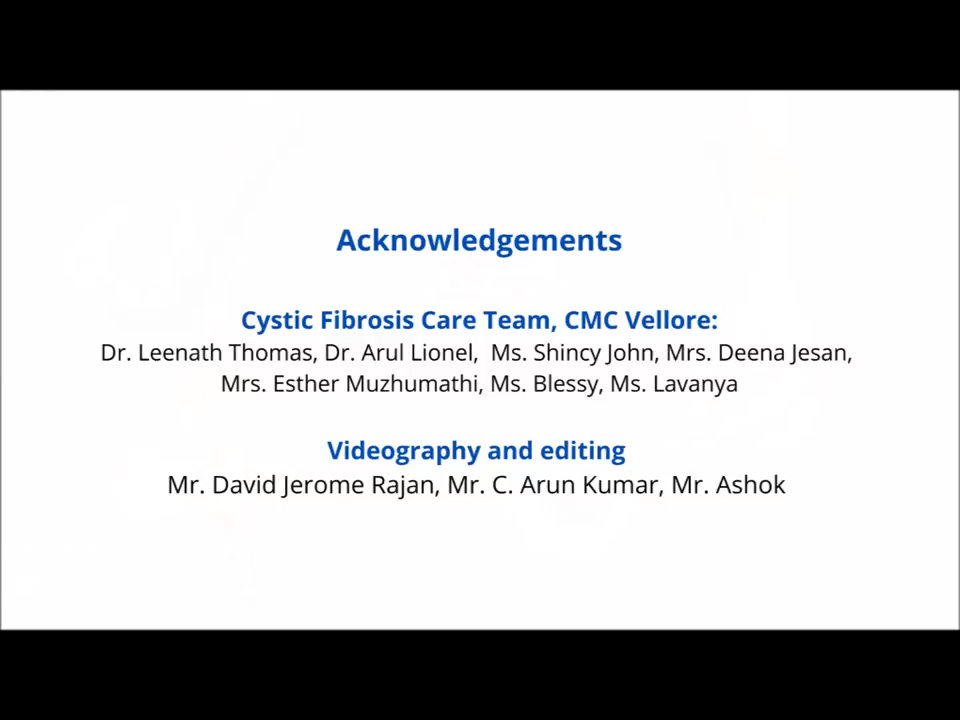 Acknowledgements
Cystic Fibrosis Care Team, CMC Vellore:
Dr. Leenath Thomas, Dr. Arul Lionel, Ms. Shincy John, Mrs. Deena Jesan,
Mrs. Esther Muzhumathi, Ms. Blessy, Ms. Lavanya
Videography and editing
Mr. David Jerome Rajan, Mr. C. Arun Kumar, Mr. Ashok